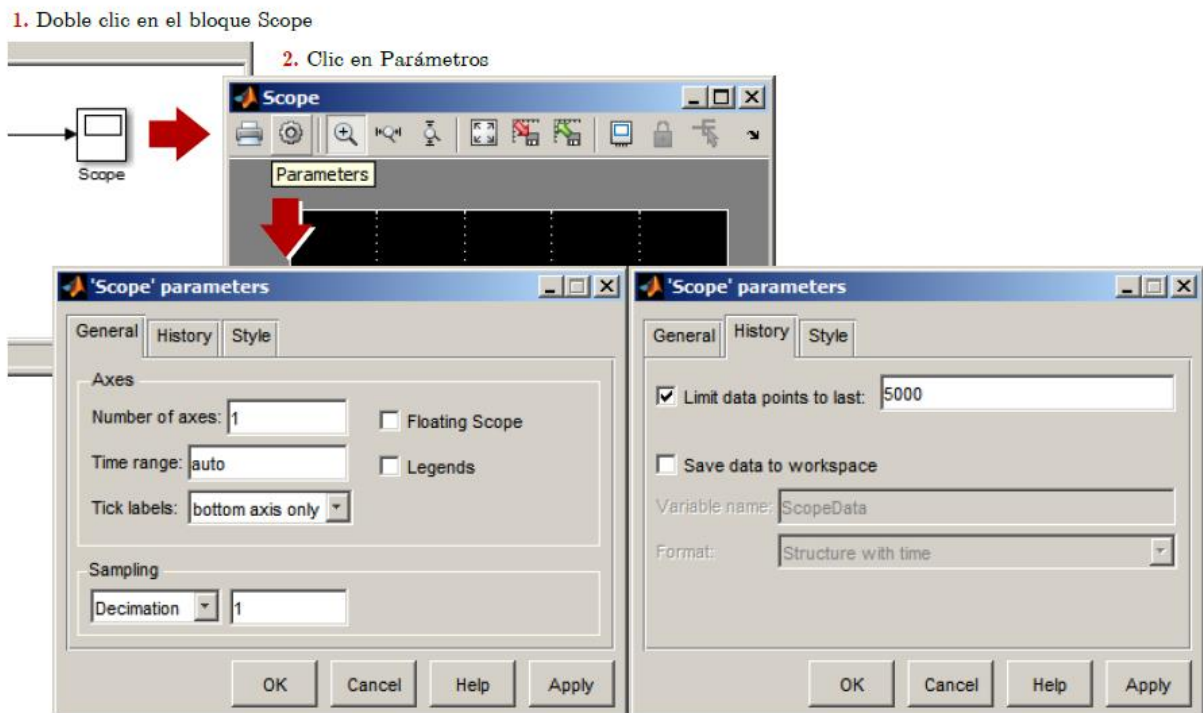 1. Doble clic en el bloque Scope
2. Clic en Parámetros
Scope
Scope
Parameters
'Scope' parameters
General History Style
Axes
Number of axes: 1
Floating Scope
Time range: auto
Legends
Tick labels: bottom axis only
Sampling
Decimation 1
OK Cancel Help Apply
'Scope' parameters
General History Style
Limit data points to last: 5000
Save data to workspace
Variable name: ScopeData
Format: Structure with time
OK Cancel Help Apply